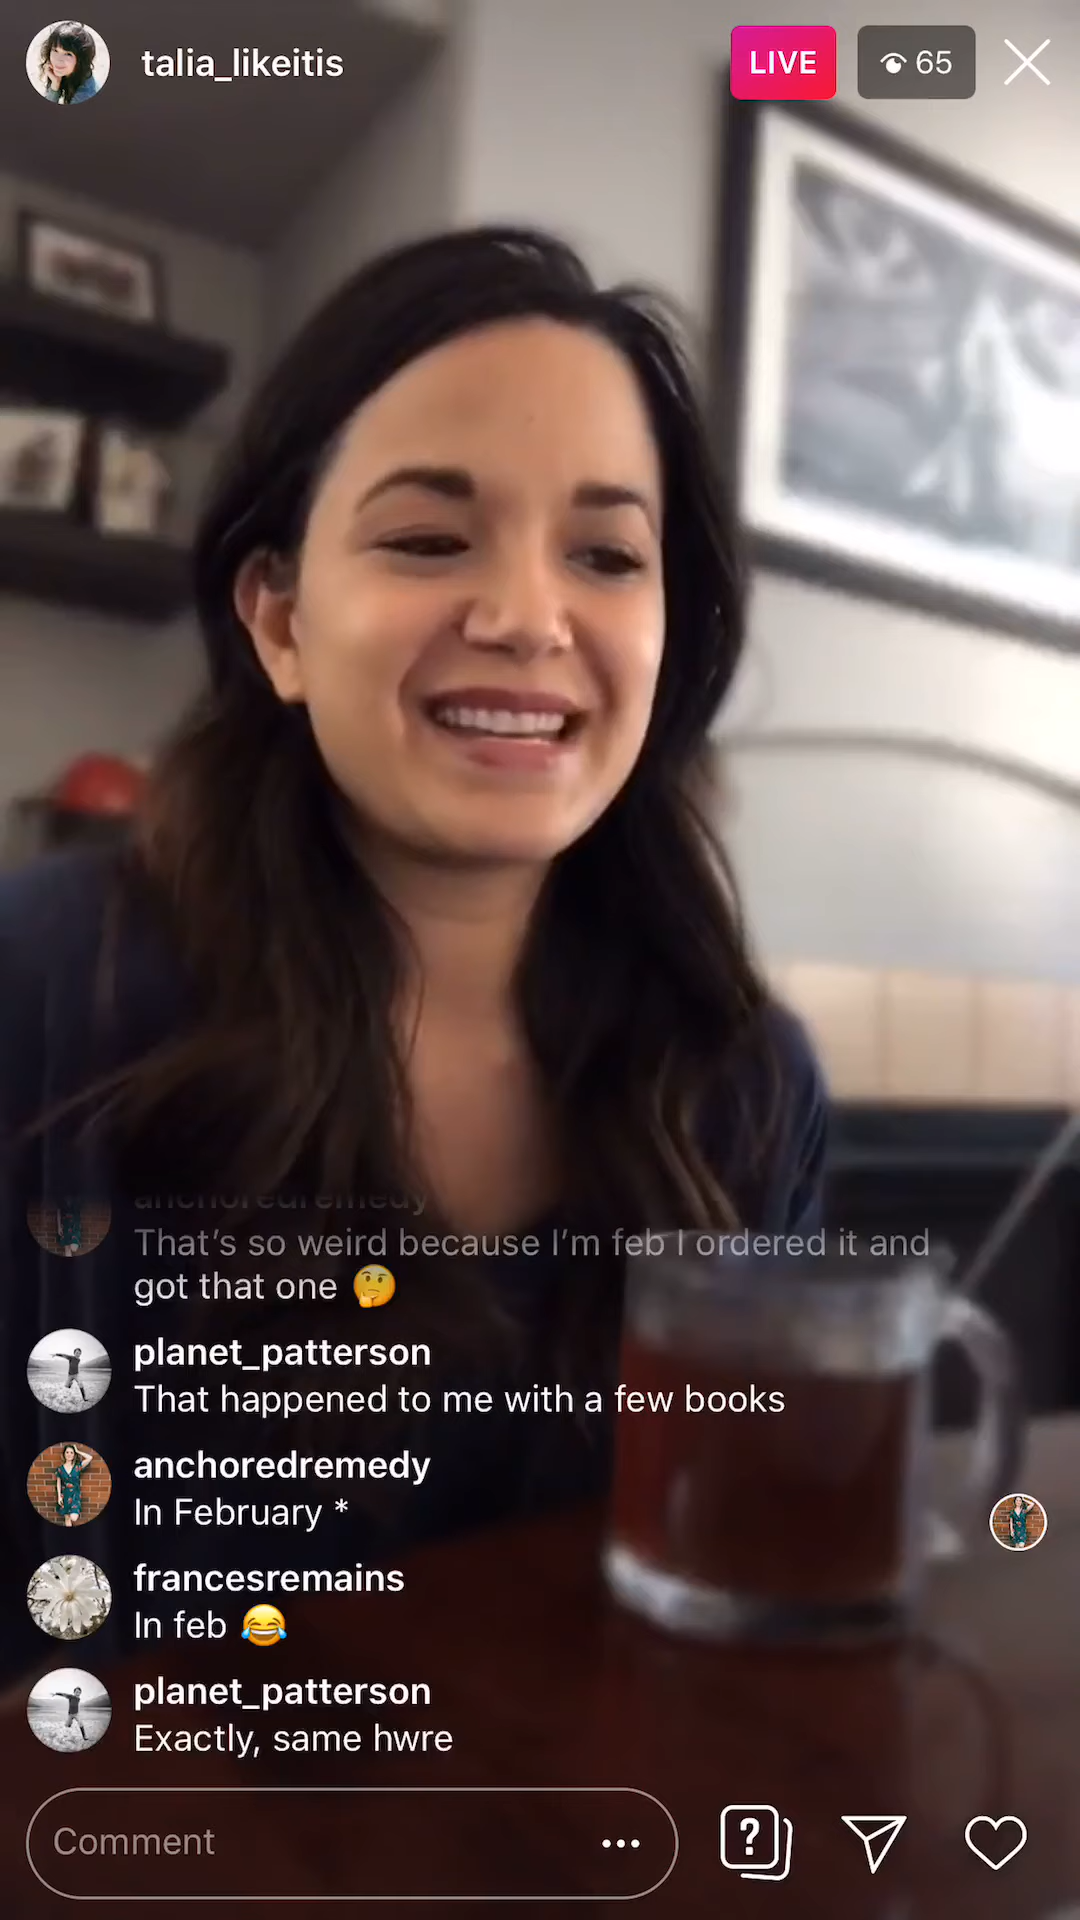 talia_likeitis
LIVE
65
anchoredremedy
That's so weird because I'm feb I ordered it and
got that one 🤔
planet_patterson
That happened to me with a few books
anchoredremedy
In February *
francesremains
In feb 😂
planet_patterson
Exactly, same hwre
Comment